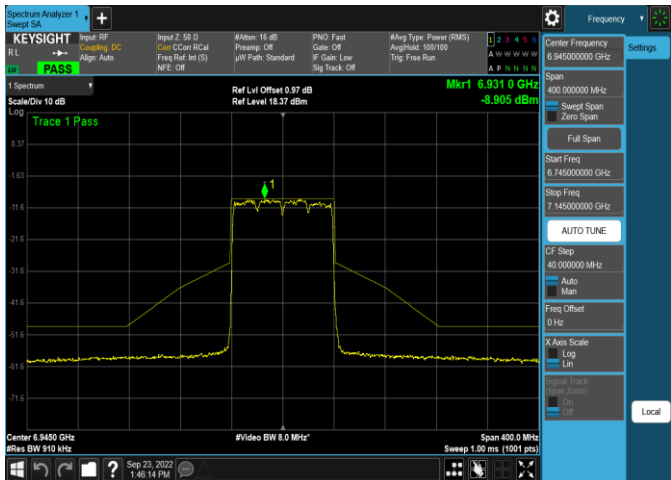 Spectrum Analyzer 1
Swept SA
+
Frequency
KEYSIGHT
R L
PASS
Input: RF
Coupling: DC
Align: Auto
Input Z: 50 Ω
Corr CCorr RCal
Freq Ref: Int (S)
NFE: Off
#Atten: 16 dB
Preamp: Off
µW Path: Standard
PNO: Fast
Gate: Off
IF Gain: Low
Sig Track: Off
#Avg Type: Power (RMS)
Avg|Hold: 100/100
Trig: Free Run
1 2 3 4 5 6
A W W W W W
A P N N N N
1 Spectrum
Scale/Div 10 dB
Ref Lvl Offset 0.97 dB
Ref Level 18.37 dBm
Mkr1 6.931 0 GHz
-8.905 dBm
Log
Trace 1 Pass
8.37
-1.63
-11.6
-21.6
-31.6
-41.6
-51.6
-61.6
-71.6
1
Center 6.9450 GHz
#Res BW 910 kHz
#Video BW 8.0 MHz*
Span 400.0 MHz
Sweep 1.00 ms (1001 pts)
Center Frequency
6.945000000 GHz
Span
400.000000 MHz
Swept Span
Zero Span
Full Span
Start Freq
6.745000000 GHz
Stop Freq
7.145000000 GHz
AUTO TUNE
CF Step
40.000000 MHz
Auto
Man
Freq Offset
0 Hz
X Axis Scale
Log
Lin
Signal Track
(Span Zoom)
On
Off
Settings
Local
?
Sep 23, 2022
1:46:14 PM